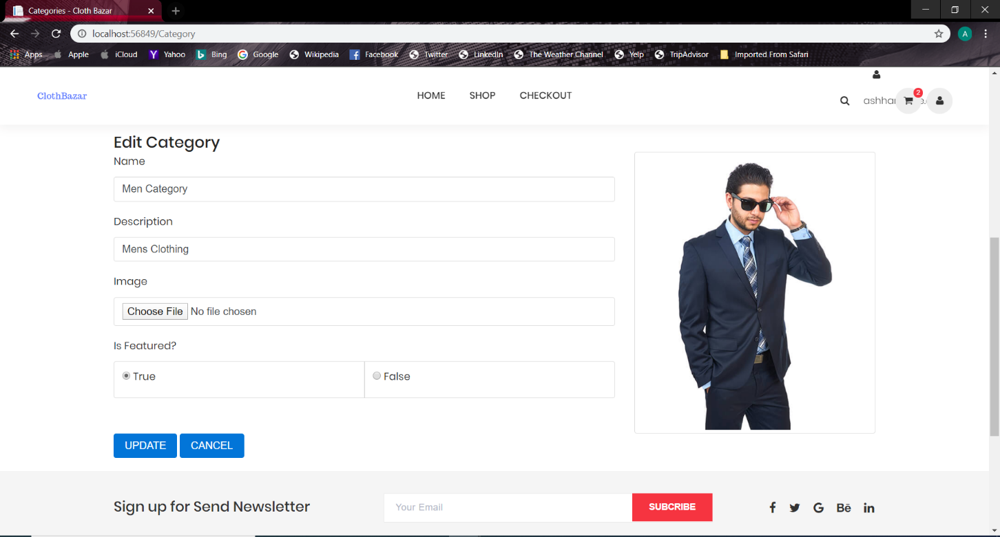 Categories - Cloth Bazar
localhost:56849/Category
A
Apps Apple iCloud Yahoo Bing Google Wikipedia Facebook Twitter LinkedIn The Weather Channel Yelp TripAdvisor Imported From Safari
ClothBazar
HOME SHOP CHECKOUT
2
Edit Category
Name
Men Category
Description
Mens Clothing
Image
Choose File No file chosen
Is Featured?
True False
UPDATE CANCEL
Sign up for Send Newsletter
Your Email
SUBCRIBE